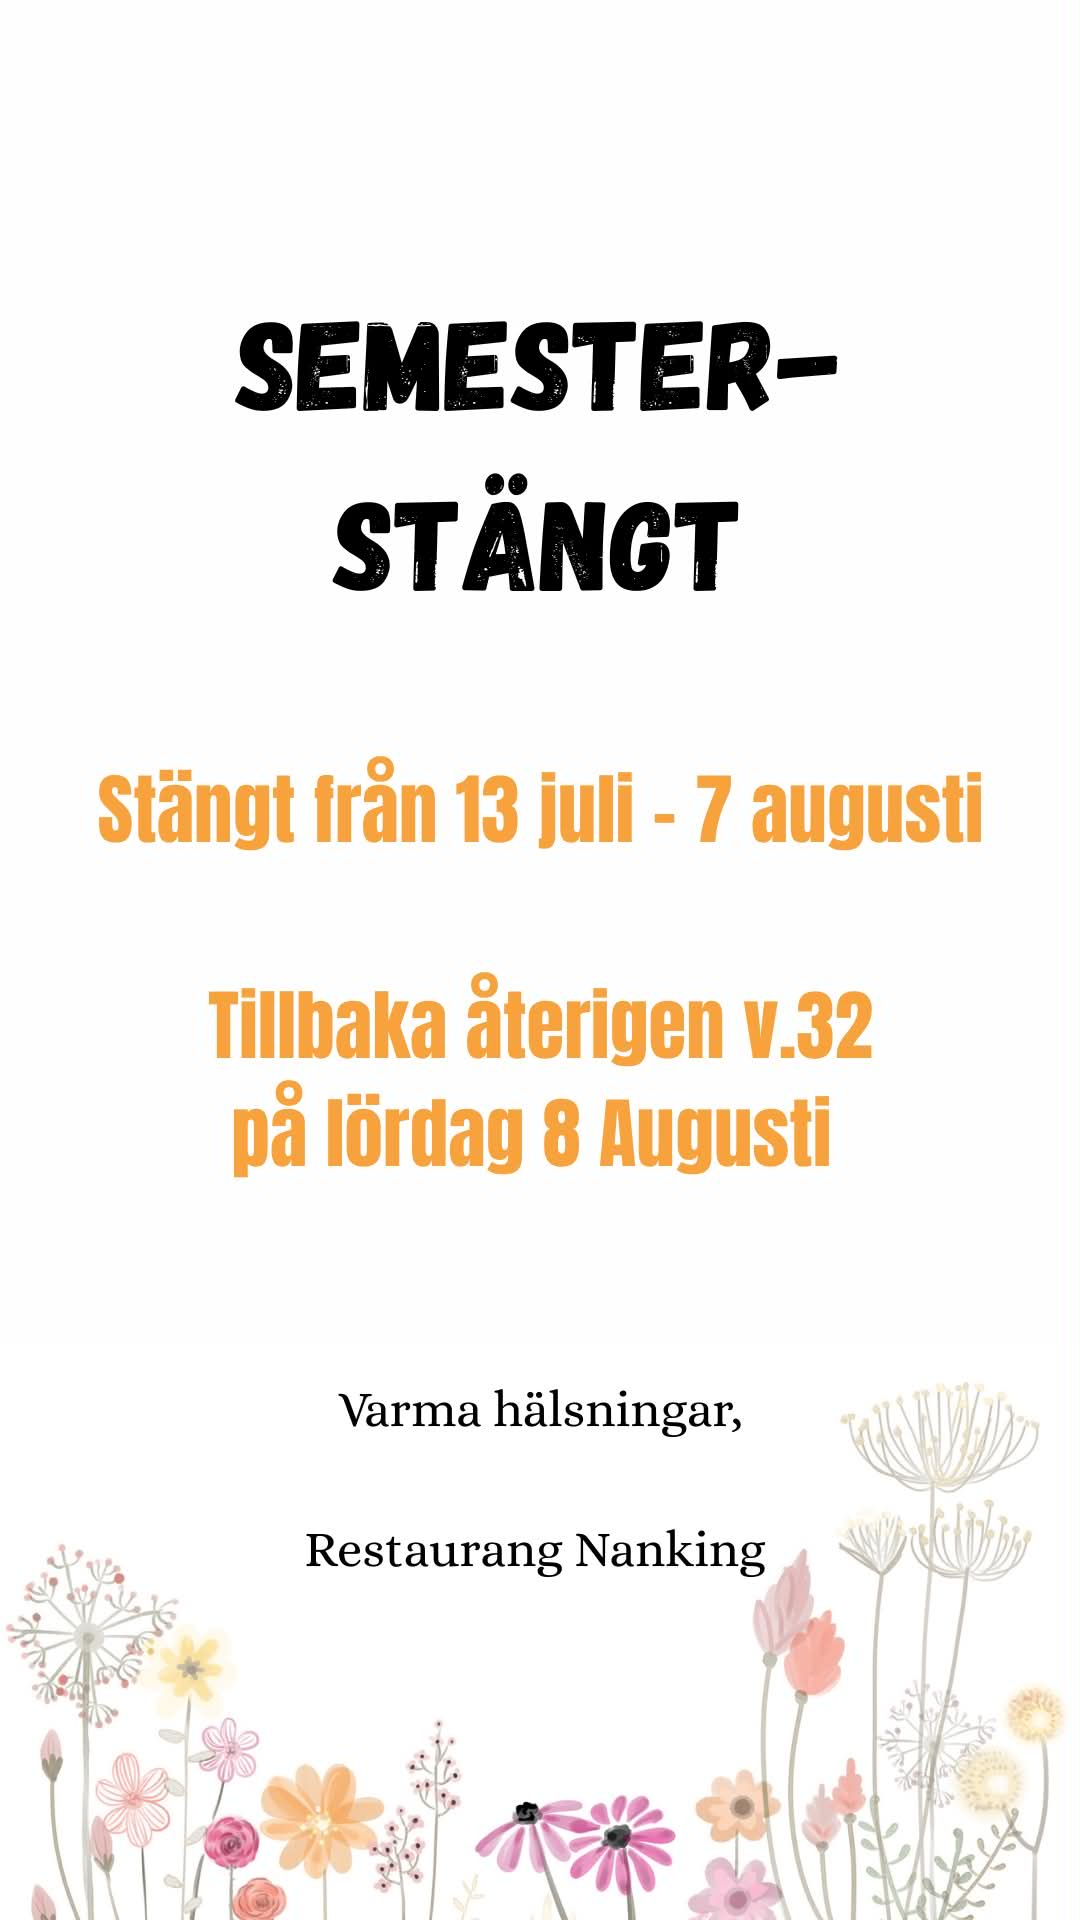 SEMESTER-
STÄNGT
Stängt från 13 juli - 7 augusti
Tillbaka återigen v.32
på lördag 8 Augusti
Varma hälsningar,
Restaurang Nanking